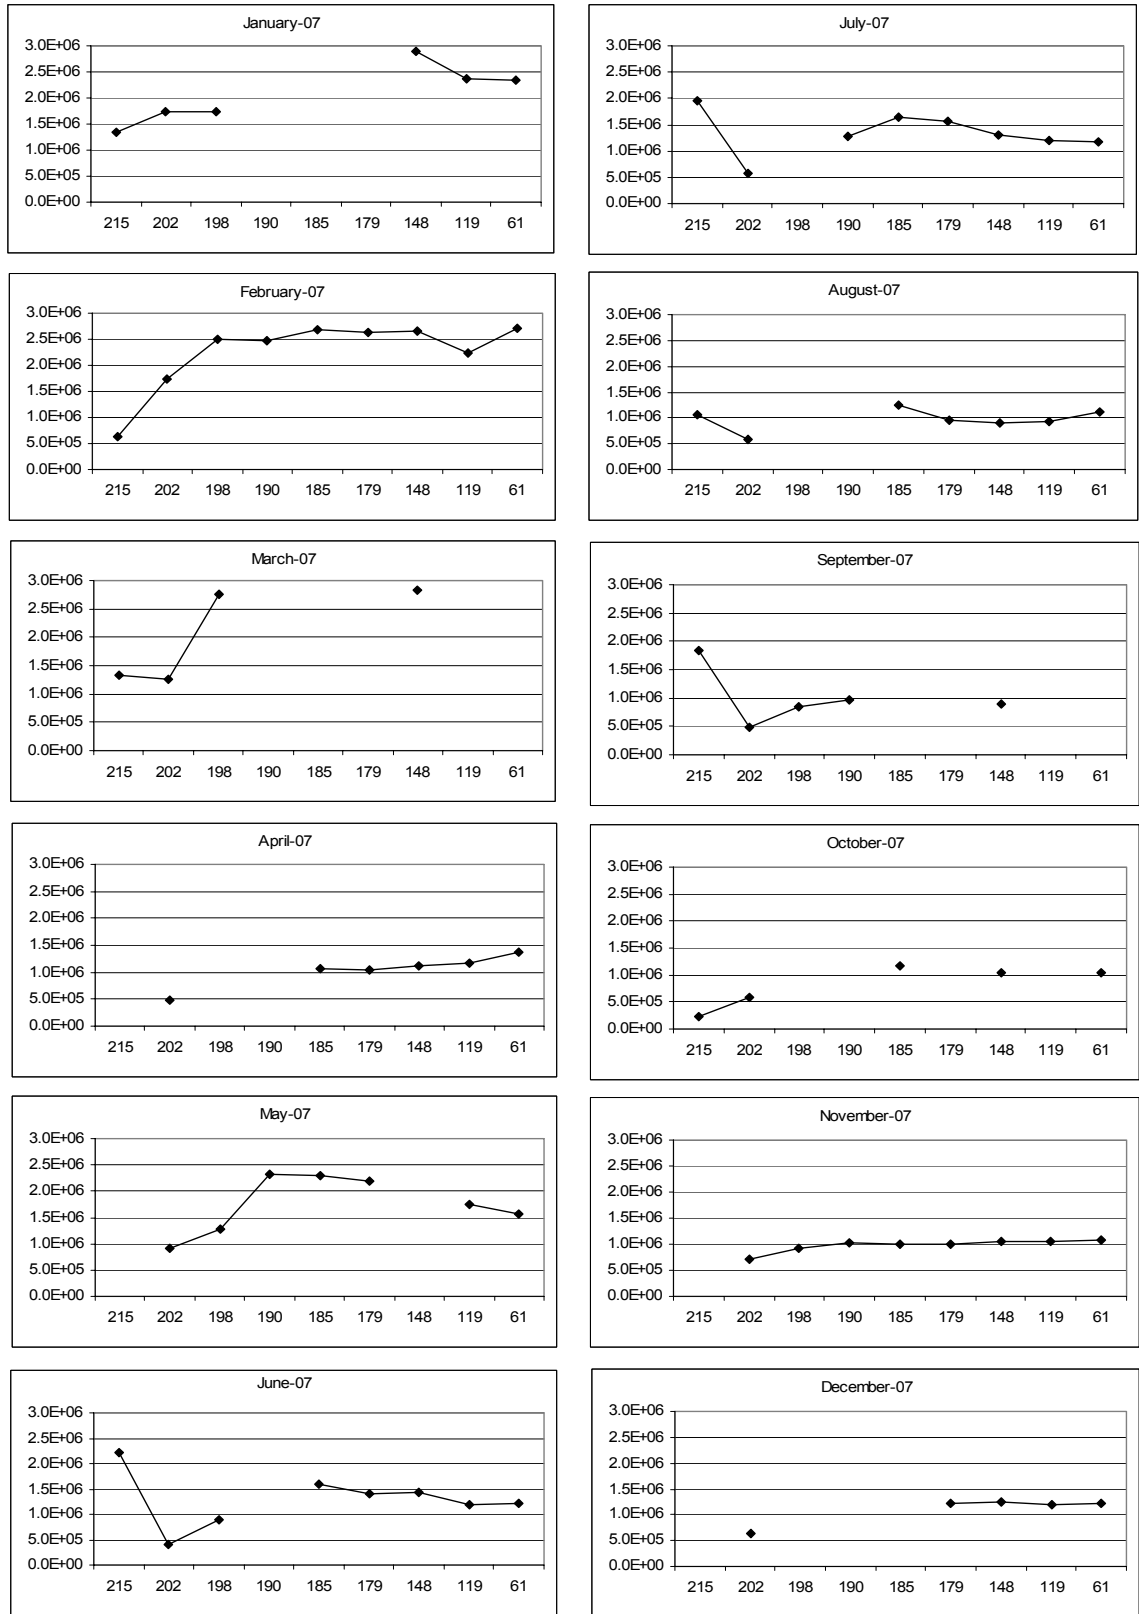 January-07
3.0E+06
2.5E+06
2.0E+06
1.5E+06
1.0E+06
5.0E+05
0.0E+00
215 202 198 190 185 179 148 119 61
February-07
3.0E+06
2.5E+06
2.0E+06
1.5E+06
1.0E+06
5.0E+05
0.0E+00
215 202 198 190 185 179 148 119 61
March-07
3.0E+06
2.5E+06
2.0E+06
1.5E+06
1.0E+06
5.0E+05
0.0E+00
215 202 198 190 185 179 148 119 61
April-07
3.0E+06
2.5E+06
2.0E+06
1.5E+06
1.0E+06
5.0E+05
0.0E+00
215 202 198 190 185 179 148 119 61
May-07
3.0E+06
2.5E+06
2.0E+06
1.5E+06
1.0E+06
5.0E+05
0.0E+00
215 202 198 190 185 179 148 119 61
June-07
3.0E+06
2.5E+06
2.0E+06
1.5E+06
1.0E+06
5.0E+05
0.0E+00
215 202 198 190 185 179 148 119 61
July-07
3.0E+06
2.5E+06
2.0E+06
1.5E+06
1.0E+06
5.0E+05
0.0E+00
215 202 198 190 185 179 148 119 61
August-07
3.0E+06
2.5E+06
2.0E+06
1.5E+06
1.0E+06
5.0E+05
0.0E+00
215 202 198 190 185 179 148 119 61
September-07
3.0E+06
2.5E+06
2.0E+06
1.5E+06
1.0E+06
5.0E+05
0.0E+00
215 202 198 190 185 179 148 119 61
October-07
3.0E+06
2.5E+06
2.0E+06
1.5E+06
1.0E+06
5.0E+05
0.0E+00
215 202 198 190 185 179 148 119 61
November-07
3.0E+06
2.5E+06
2.0E+06
1.5E+06
1.0E+06
5.0E+05
0.0E+00
215 202 198 190 185 179 148 119 61
December-07
3.0E+06
2.5E+06
2.0E+06
1.5E+06
1.0E+06
5.0E+05
0.0E+00
215 202 198 190 185 179 148 119 61